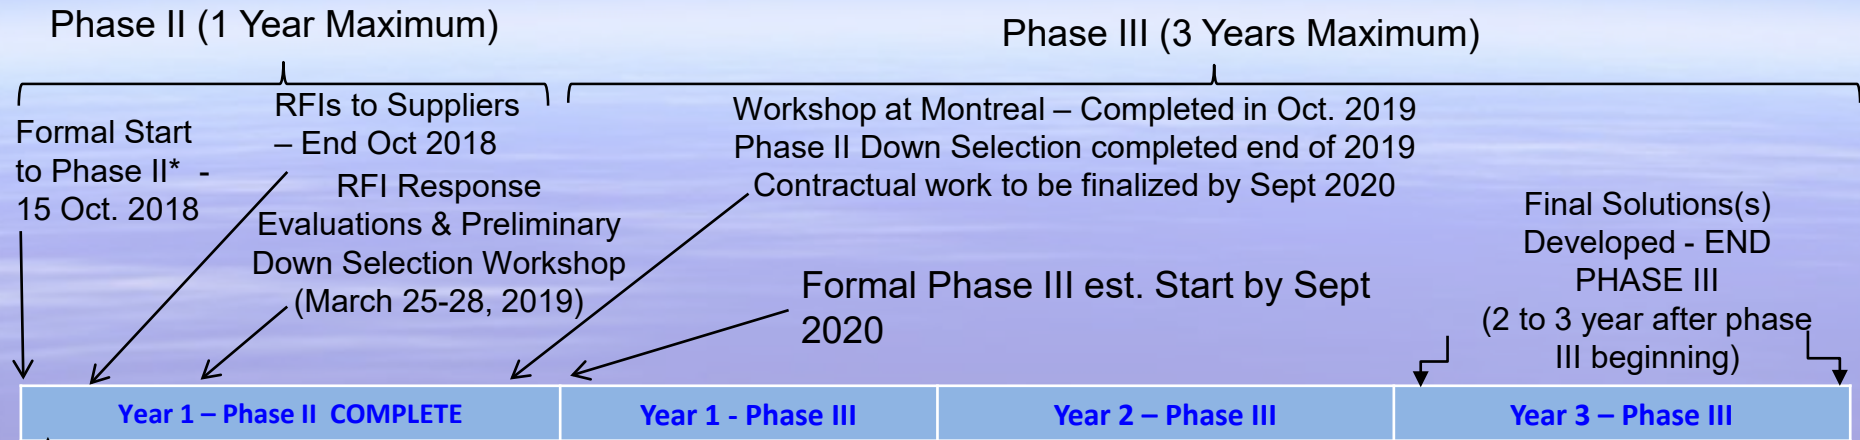 Phase II (1 Year Maximum)
Phase III (3 Years Maximum)
Formal Start
to Phase II* -
15 Oct. 2018
RFIs to Suppliers
– End Oct 2018
RFI Response
Evaluations & Preliminary
Down Selection Workshop
(March 25-28, 2019)
Workshop at Montreal – Completed in Oct. 2019
Phase II Down Selection completed end of 2019
Contractual work to be finalized by Sept 2020
Formal Phase III est. Start by Sept
2020
Final Solutions(s)
Developed - END
PHASE III
(2 to 3 year after phase
III beginning)
Year 1 – Phase II COMPLETE
Year 1 - Phase III
Year 2 – Phase III
Year 3 – Phase III